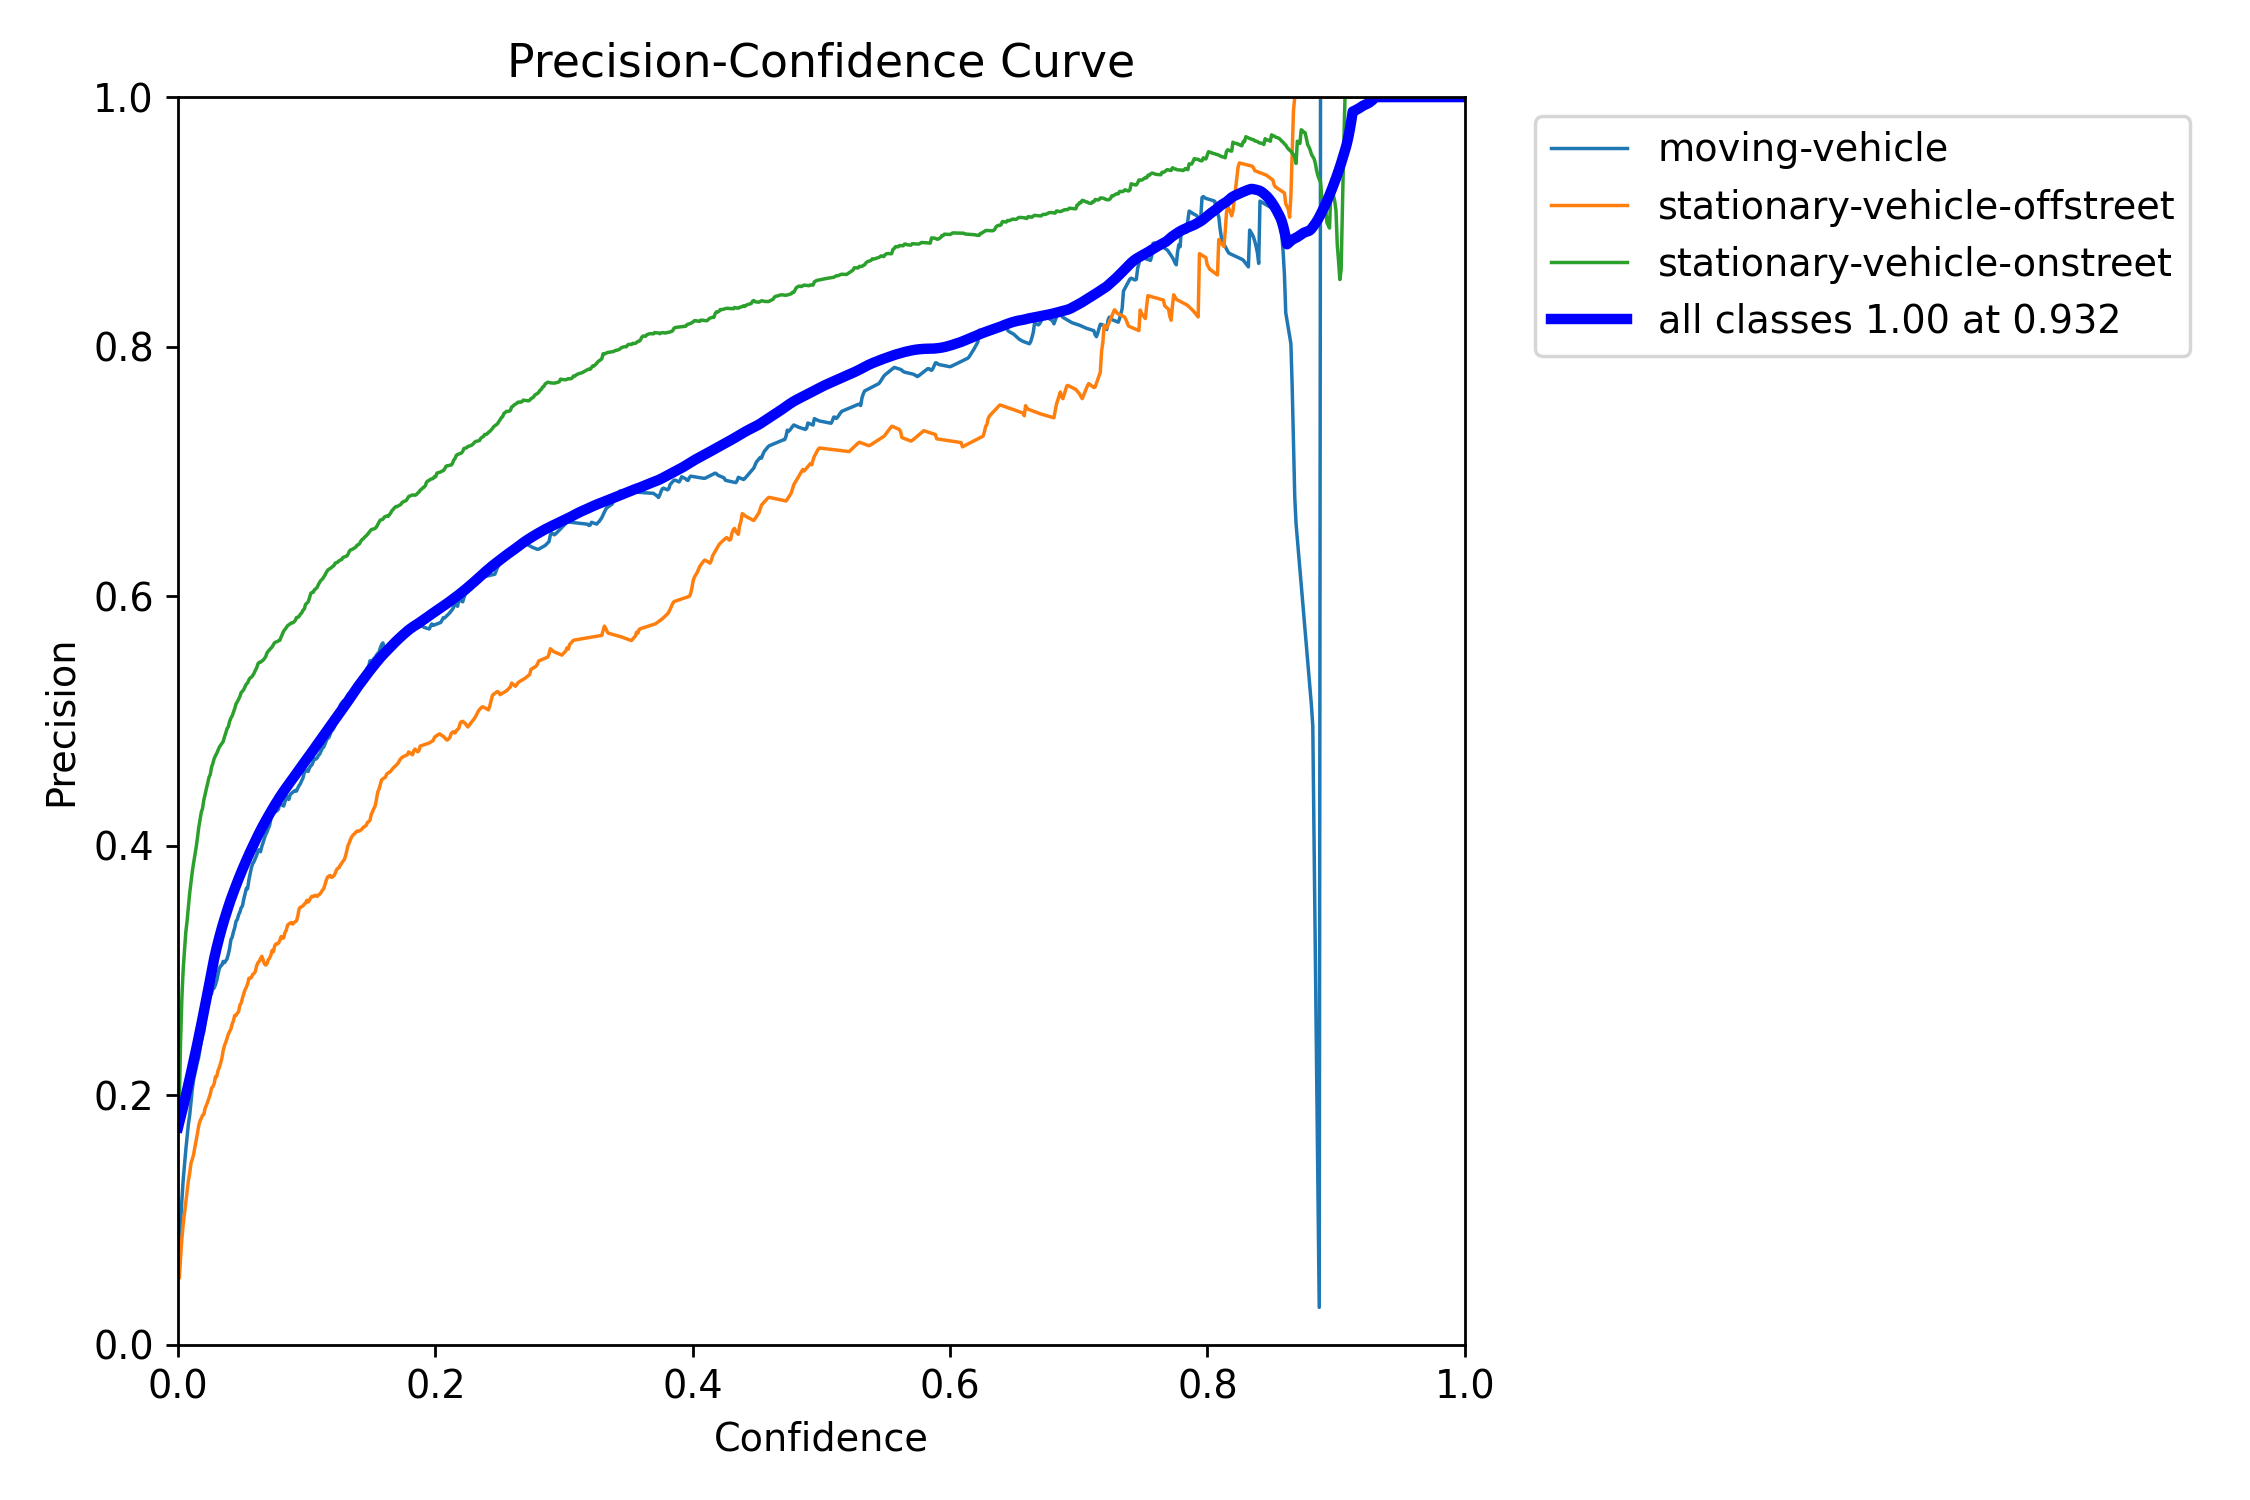 Precision-Confidence Curve
1.0
0.8
0.6
0.4
0.2
0.0
Precision
0.0 0.2 0.4 0.6 0.8 1.0
Confidence
moving-vehicle
stationary-vehicle-offstreet
stationary-vehicle-onstreet
all classes 1.00 at 0.932